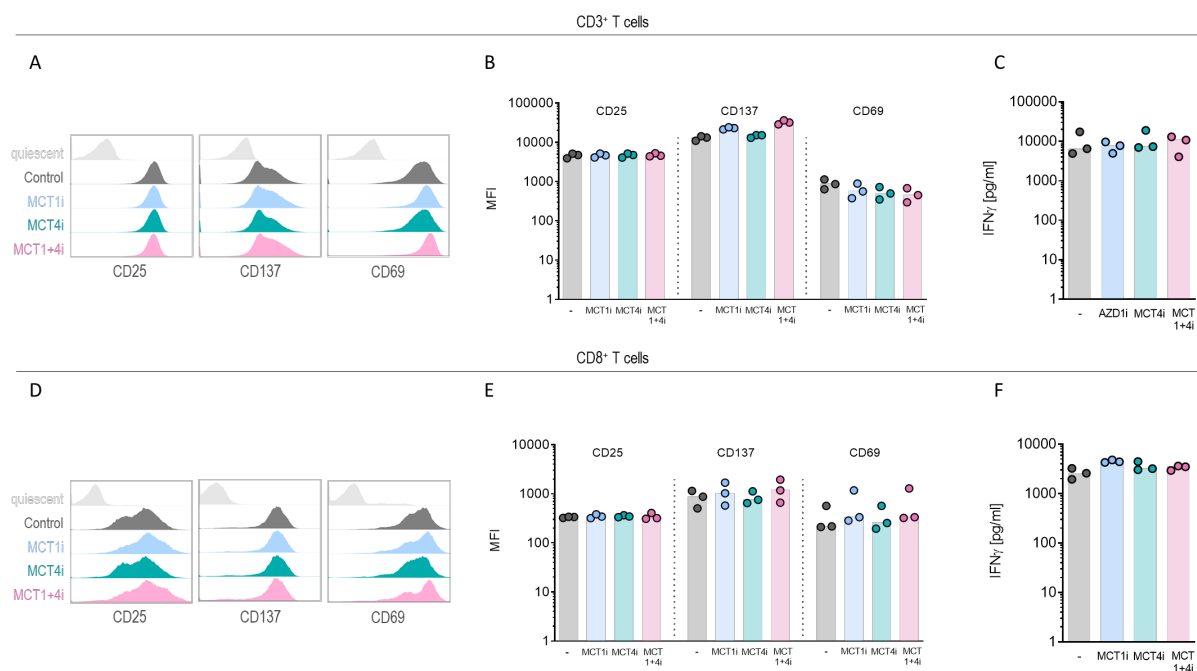 CD3⁺ T cells
A
quiescent
Control
MCT1i
MCT4i
MCT1+4i
CD25
CD137
CD69
B
100000
10000
1000
100
10
1
MFI
CD25
CD137
CD69
- MCT1i MCT4i MCT
1+4i
- MCT1i MCT4i MCT
1+4i
- MCT1i MCT4i MCT
1+4i
C
100000
10000
1000
100
10
1
IFNγ [pg/ml]
- AZD1i MCT4i MCT
1+4i
CD8⁺ T cells
D
quiescent
Control
MCT1i
MCT4i
MCT1+4i
CD25
CD137
CD69
E
10000
1000
100
10
1
MFI
CD25
CD137
CD69
- MCT1i MCT4i MCT
1+4i
- MCT1i MCT4i MCT
1+4i
- MCT1i MCT4i MCT
1+4i
F
10000
1000
100
10
1
IFNγ [pg/ml]
- MCT1i MCT4i MCT
1+4i